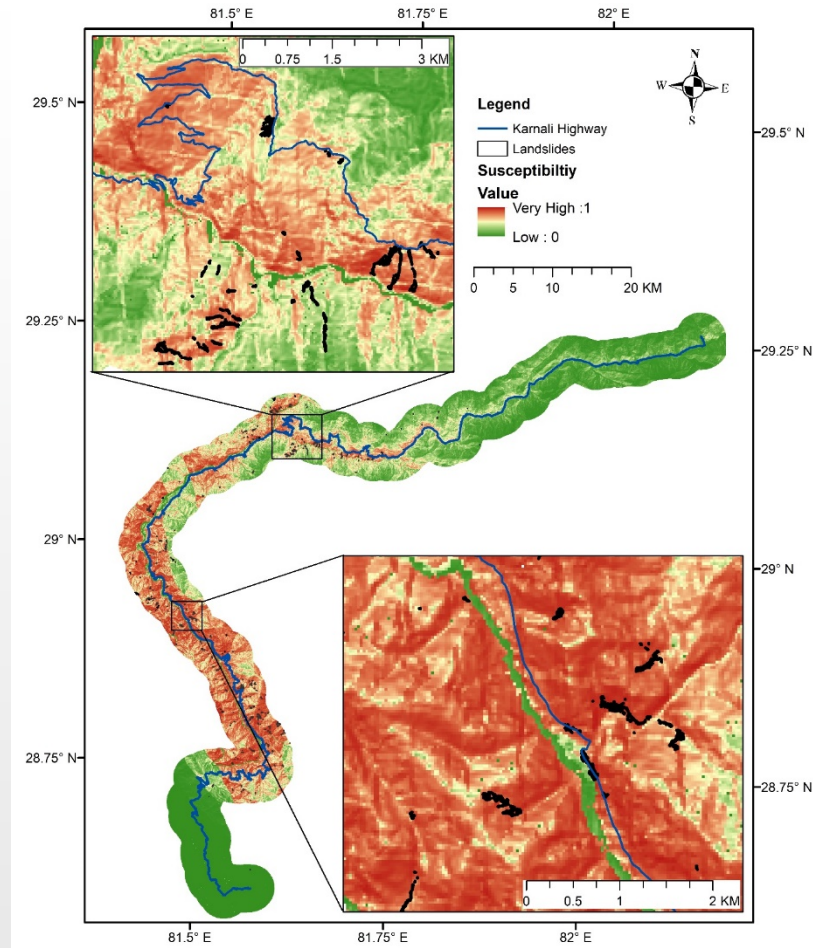 81.5° E 81.75° E 82° E
0 0.75 1.5 3 KM
N
W E
S
29.5° N
29.5° N
Legend
Karnali Highway
Landslides
Susceptibiltiy
Value
Very High :1
Low : 0
0 5 10 20 KM
29.25° N
29.25° N
29° N
29° N
28.75° N
28.75° N
0 0.5 1 2 KM
81.5° E 81.75° E 82° E